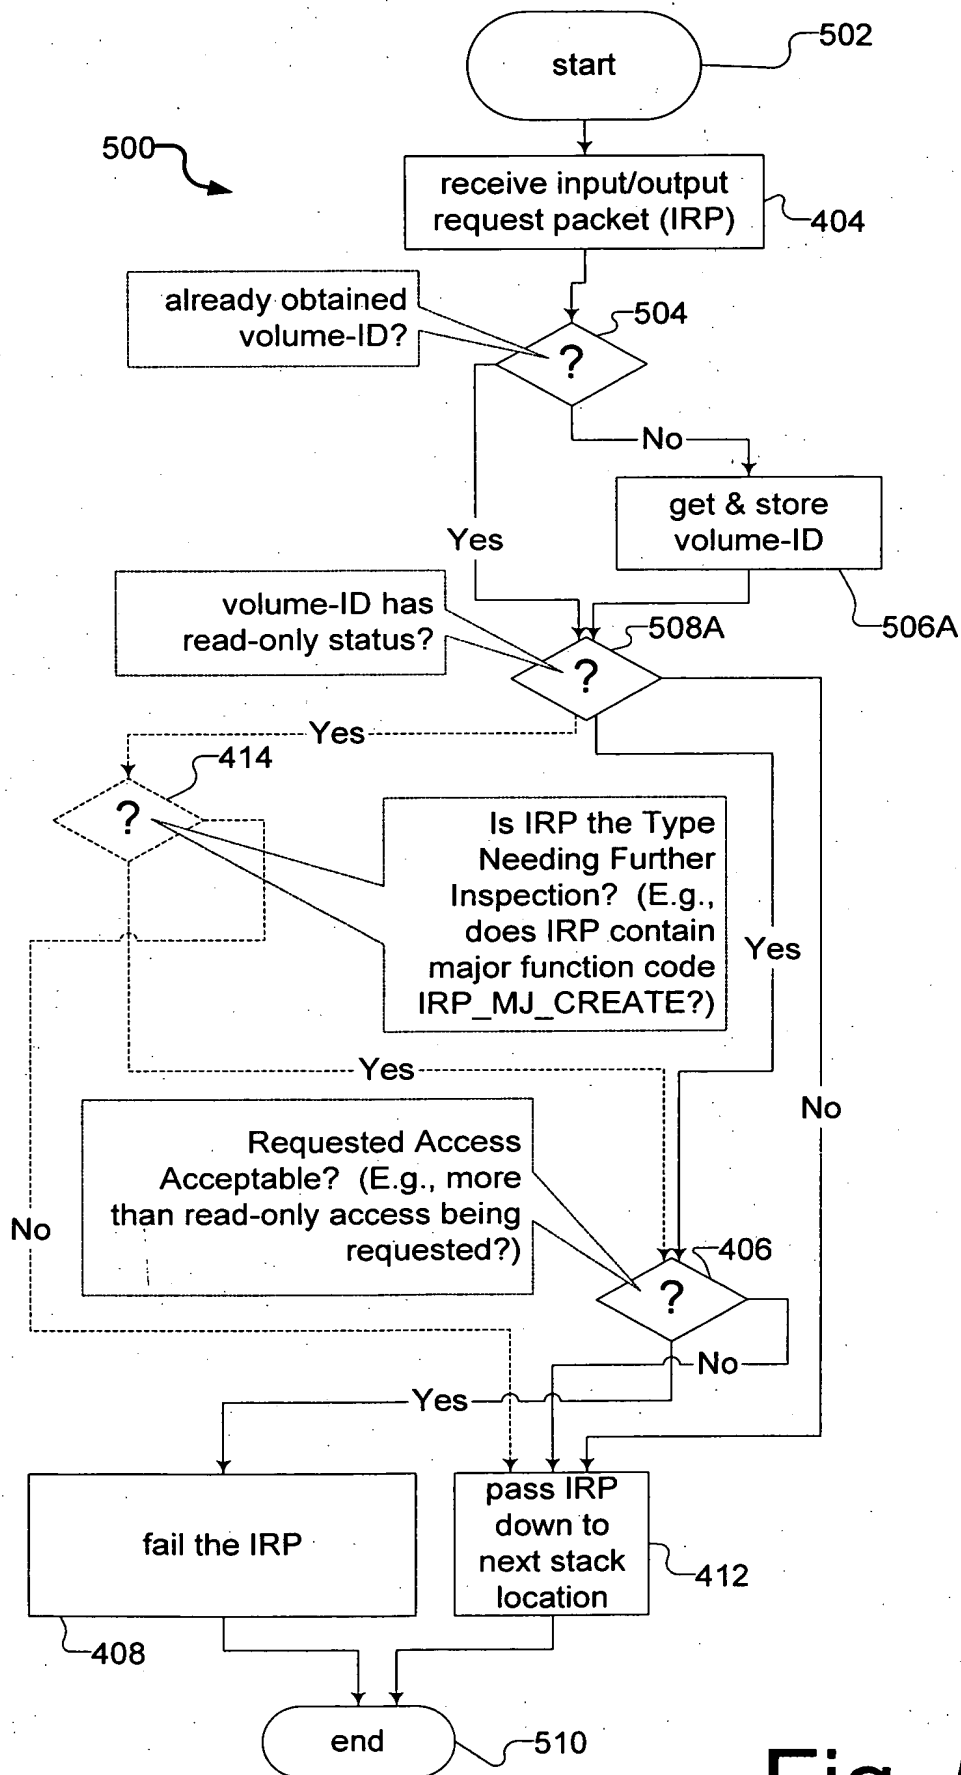 start
502
500
receive input/output
request packet (IRP)
404
already obtained
volume-ID?
504
?
No
get & store
volume-ID
Yes
506A
volume-ID has
read-only status?
508A
?
Yes
414
?
Is IRP the Type
Needing Further
Inspection? (E.g.,
does IRP contain
major function code
IRP_MJ_CREATE?)
Yes
Yes
No
Requested Access
Acceptable? (E.g., more
than read-only access being
requested?)
No
406
?
No
Yes
fail the IRP
pass IRP
down to
next stack
location
412
408
end
510
Fig.